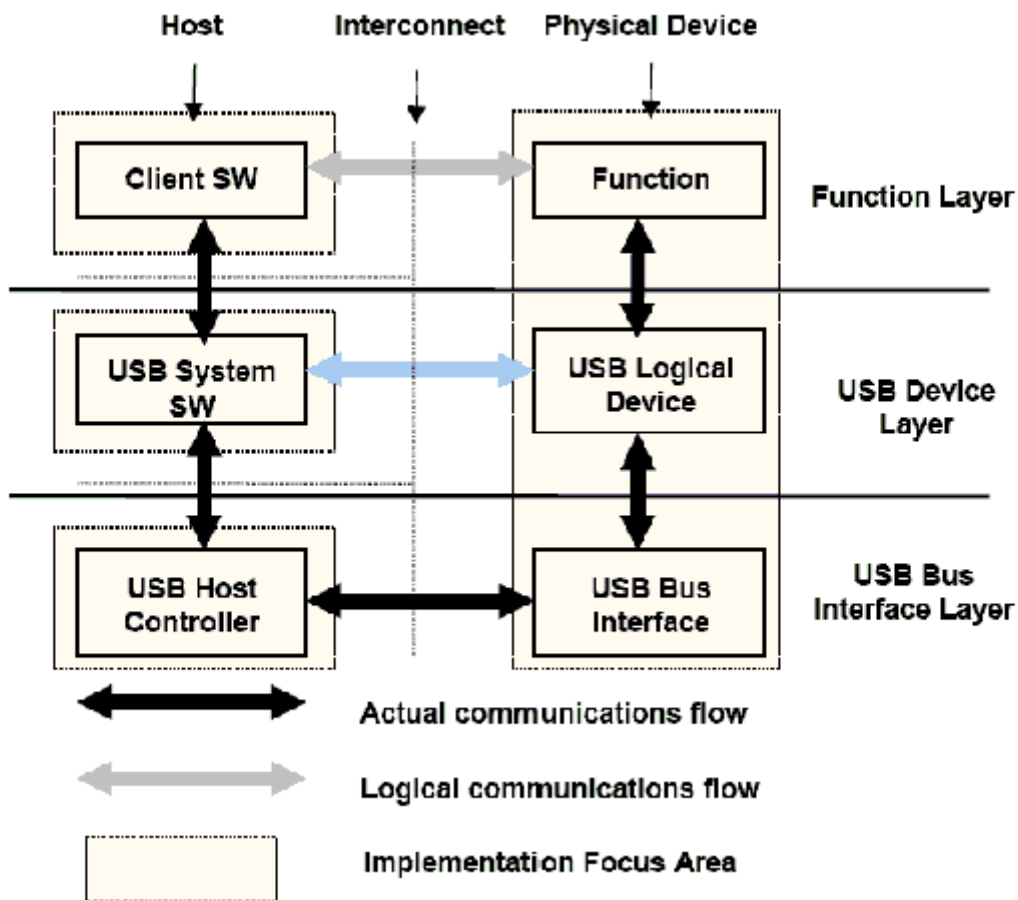 Host
Interconnect
Physical Device
Client SW
Function
Function Layer
USB System
SW
USB Logical
Device
USB Device
Layer
USB Host
Controller
USB Bus
Interface
USB Bus
Interface Layer
Actual communications flow
Logical communications flow
Implementation Focus Area